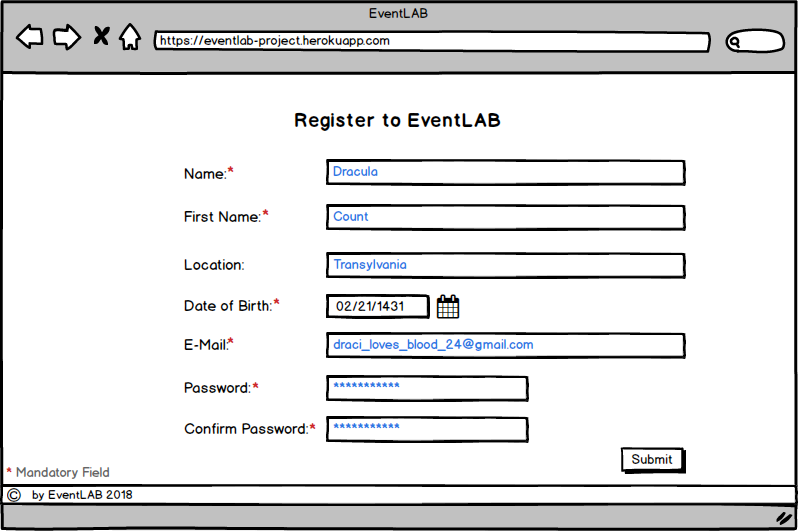 EventLAB
https://eventlab-project.herokuapp.com
Register to EventLAB
Name:* Dracula
First Name:* Count
Location: Transylvania
Date of Birth:* 02/21/1431
E-Mail:* draci_loves_blood_24@gmail.com
Password:* ***********
Confirm Password:* ***********
Submit
* Mandatory Field
© by EventLAB 2018